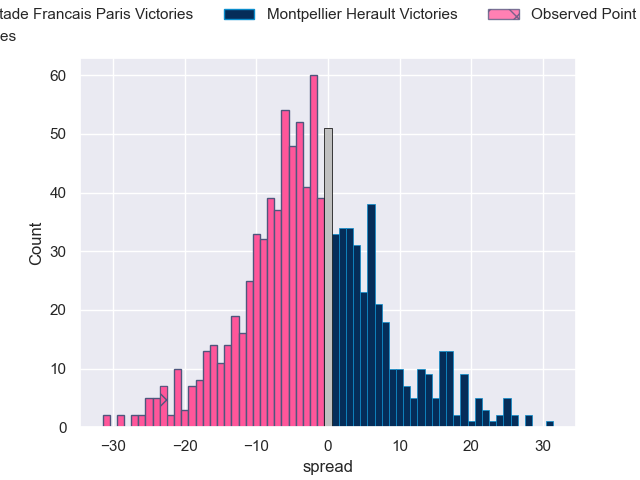 tade Francais Paris Victories Montpellier Herault Victories Observed Point
es
60
50
40
30
20
10
0
Count
−30 −20 −10 0 10 20 30
spread